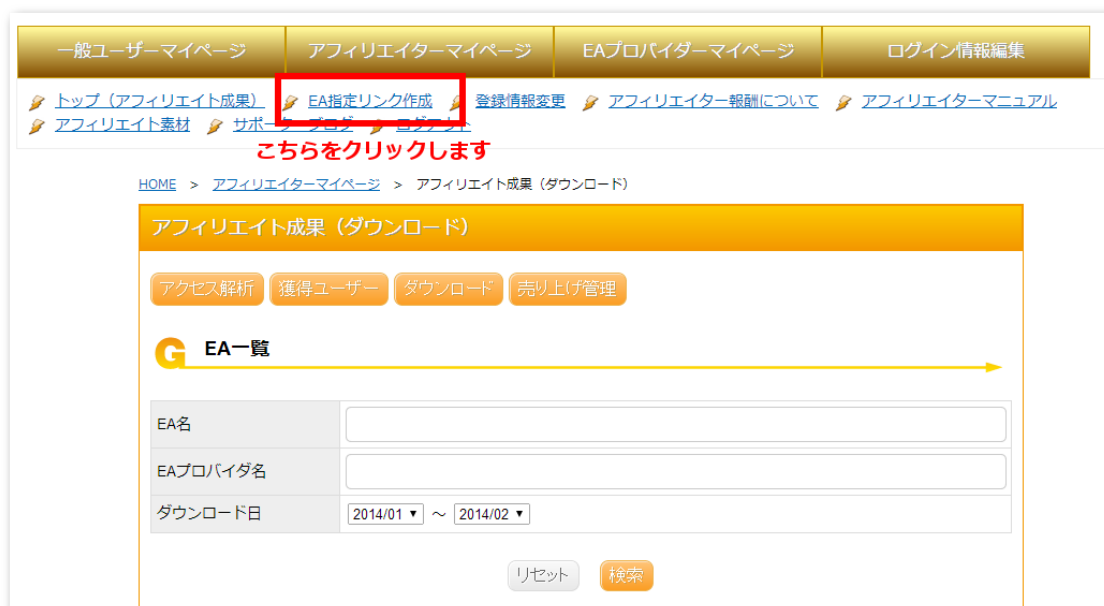 一般ユーザーマイページ アフィリエイターマイページ EAプロバイダーマイページ ログイン情報編集
トップ（アフィリエイト成果） EA指定リンク作成 登録情報変更 アフィリエイター報酬について アフィリエイターマニュアル
アフィリエイト素材 サポーターブログ ログアウト
こちらをクリックします
HOME > アフィリエイターマイページ > アフィリエイト成果（ダウンロード）
アフィリエイト成果（ダウンロード）
アクセス解析 獲得ユーザー ダウンロード 売り上げ管理
G EA一覧
EA名
EAプロバイダ名
ダウンロード日 2014/01 ▼ ～ 2014/02 ▼
リセット 検索